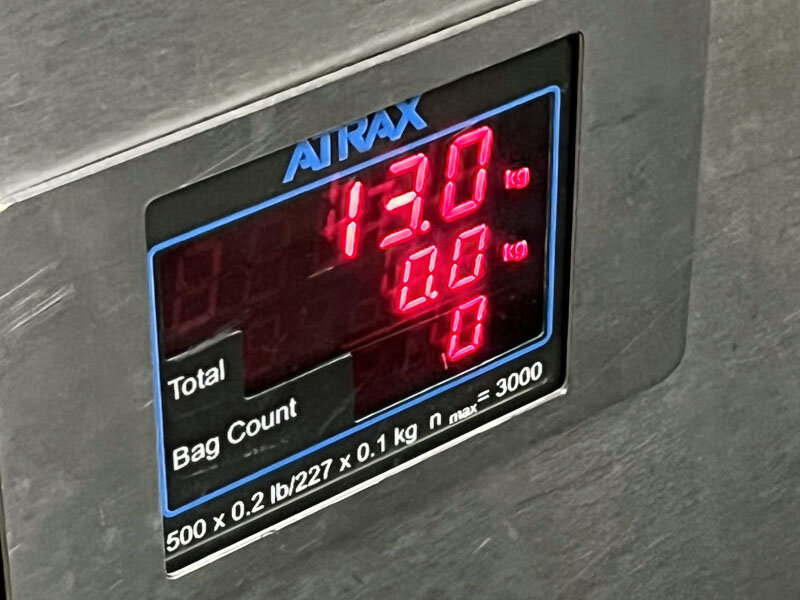 ATRAX
13.0 kg
0.0 kg
Total
0
Bag Count
500 x 0.2 lb/227 x 0.1 kg n max = 3000